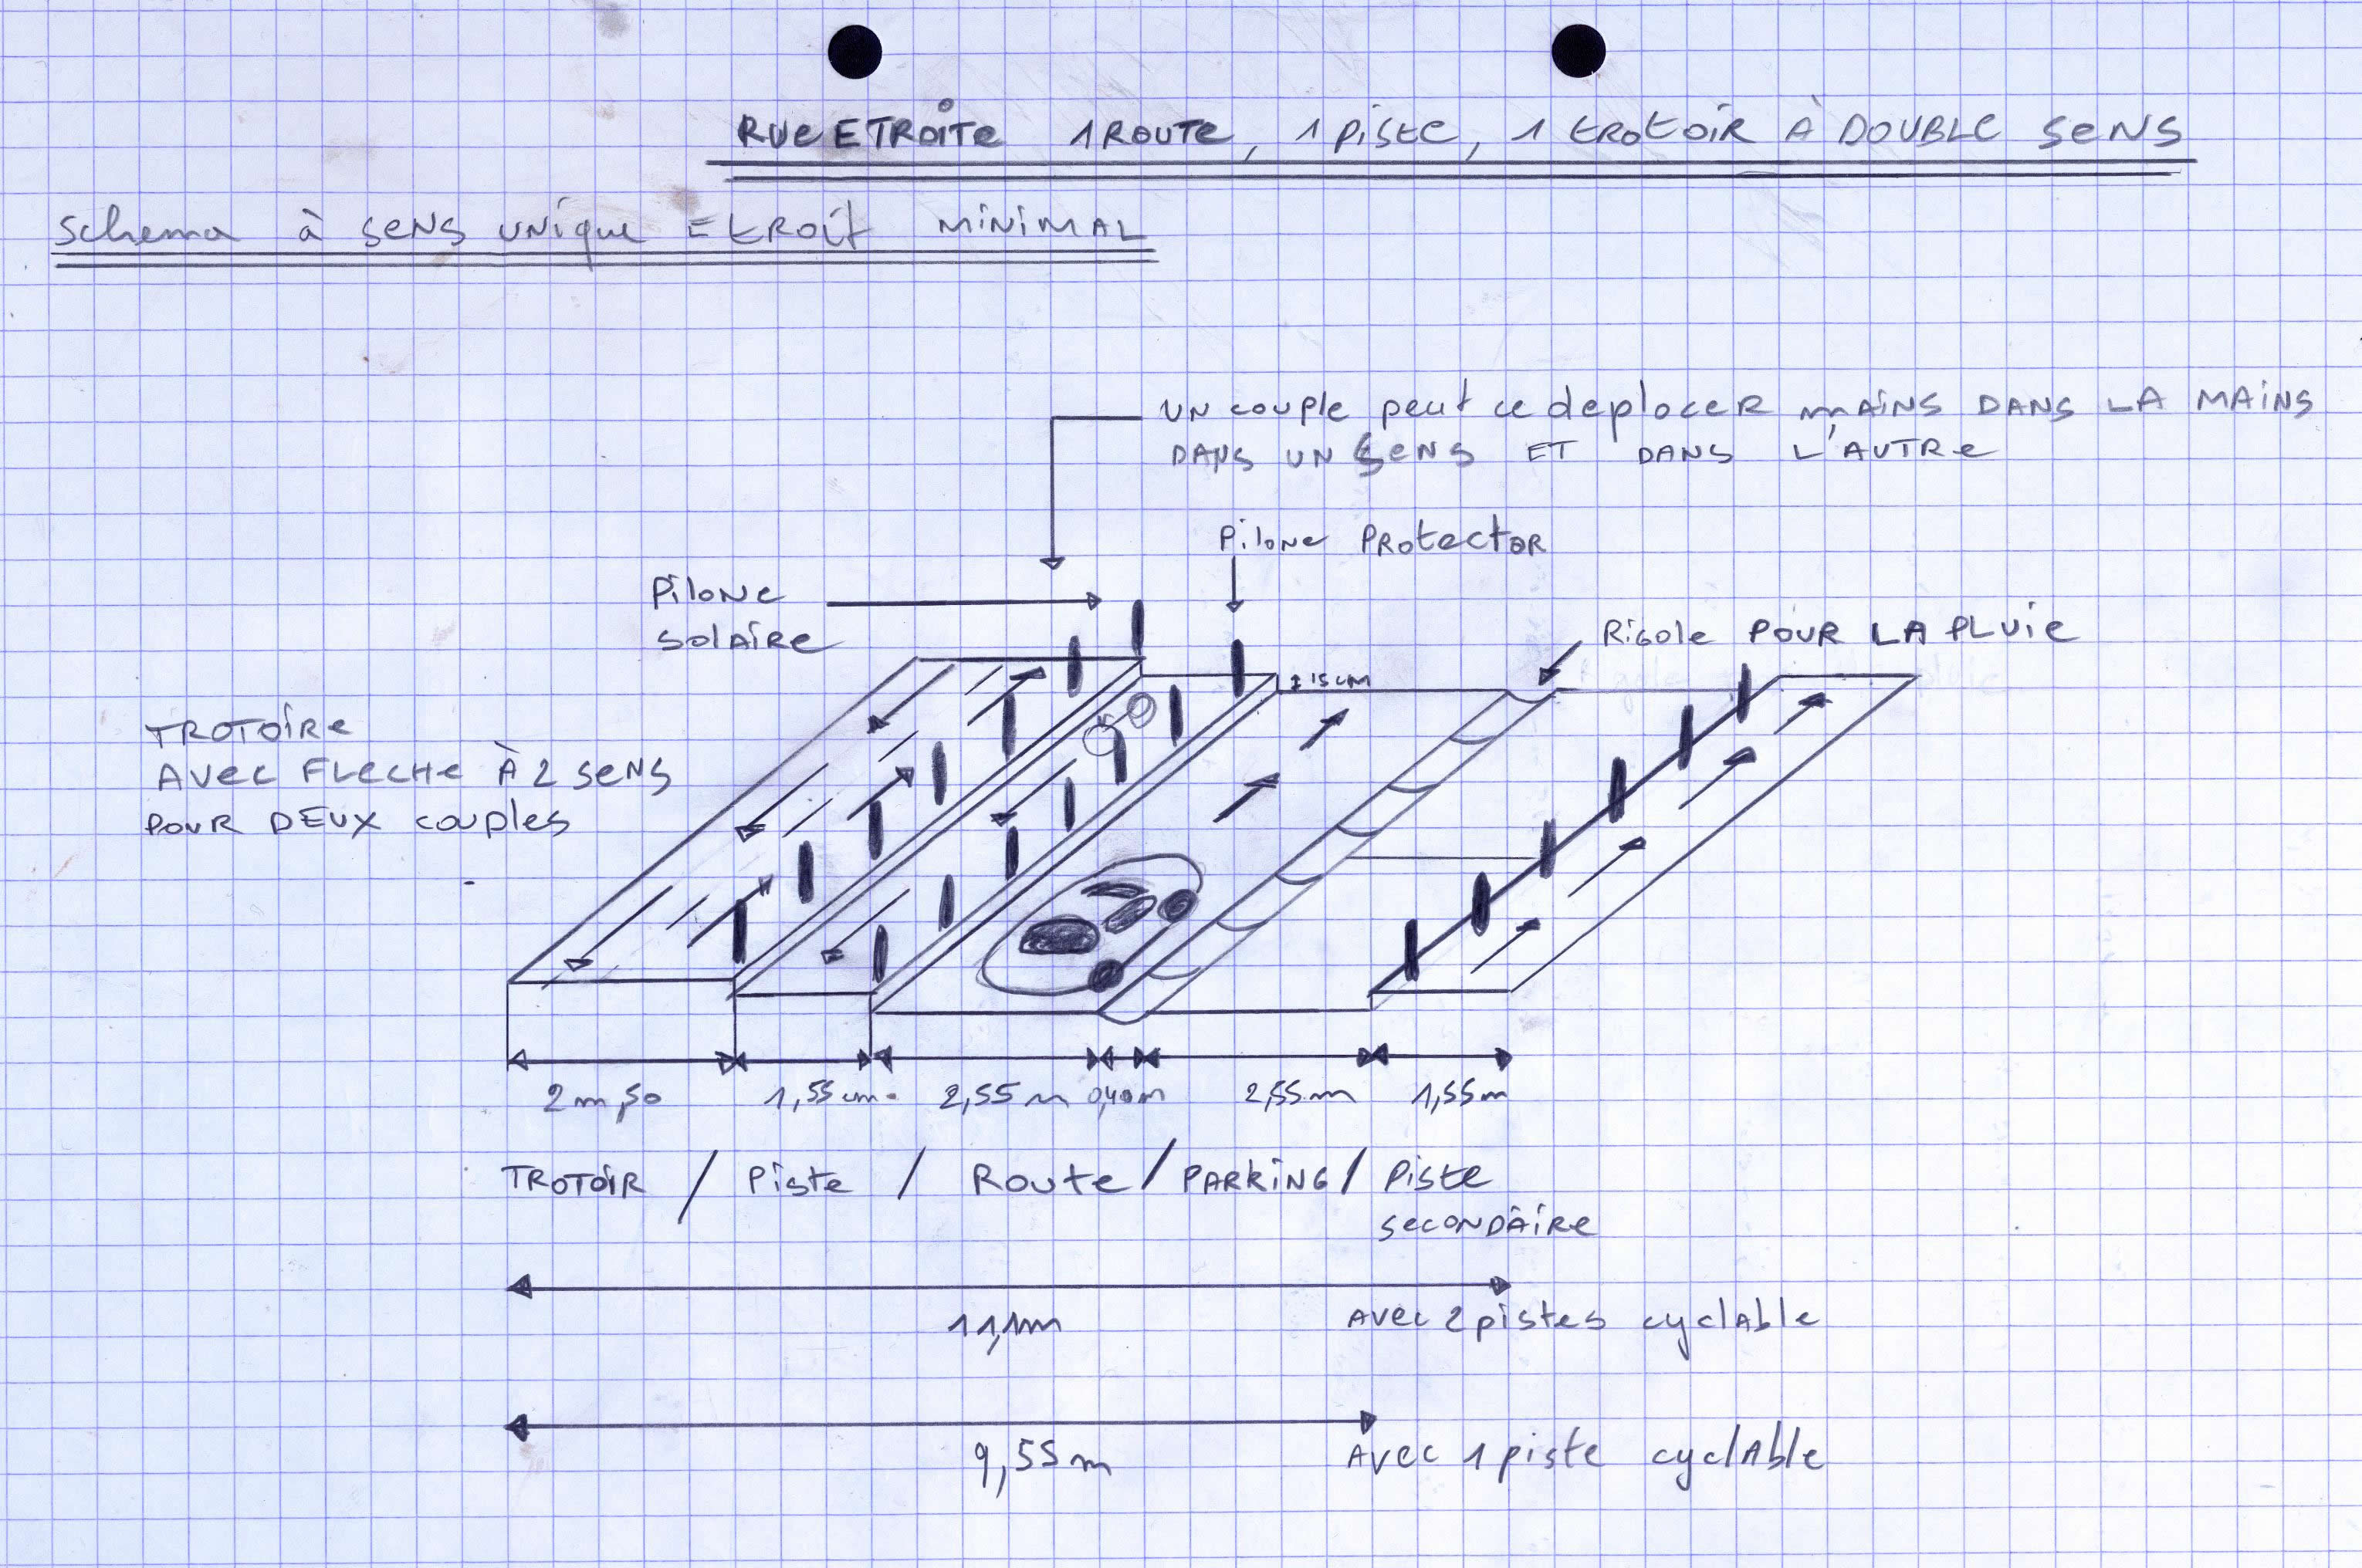 RUE ETROITE 1 ROUTE, 1 PISTE, 1 trotoir À DOUBLE SENS
Schema à sens unique Etroit MINIMAL
UN couple peut ce deplacer mains DANS LA MAINS
DANS UN SENS ET DANS L'AUTRE
Pilone Protector
Pilone
solaire
Rigole POUR LA PLUIE
± 15 cm
TROTOIRE
AVEC FLECHE À 2 SENS
POUR DEUX couples
2 m,50 1,55 cm. 2,55 m 0,40 m 2,55 m 1,55 m
TROTOIR / Piste / Route / PARKING / Piste
secondaire
11,1m AVEC 2 pistes cyclable
9,55 m AVEC 1 piste cyclable